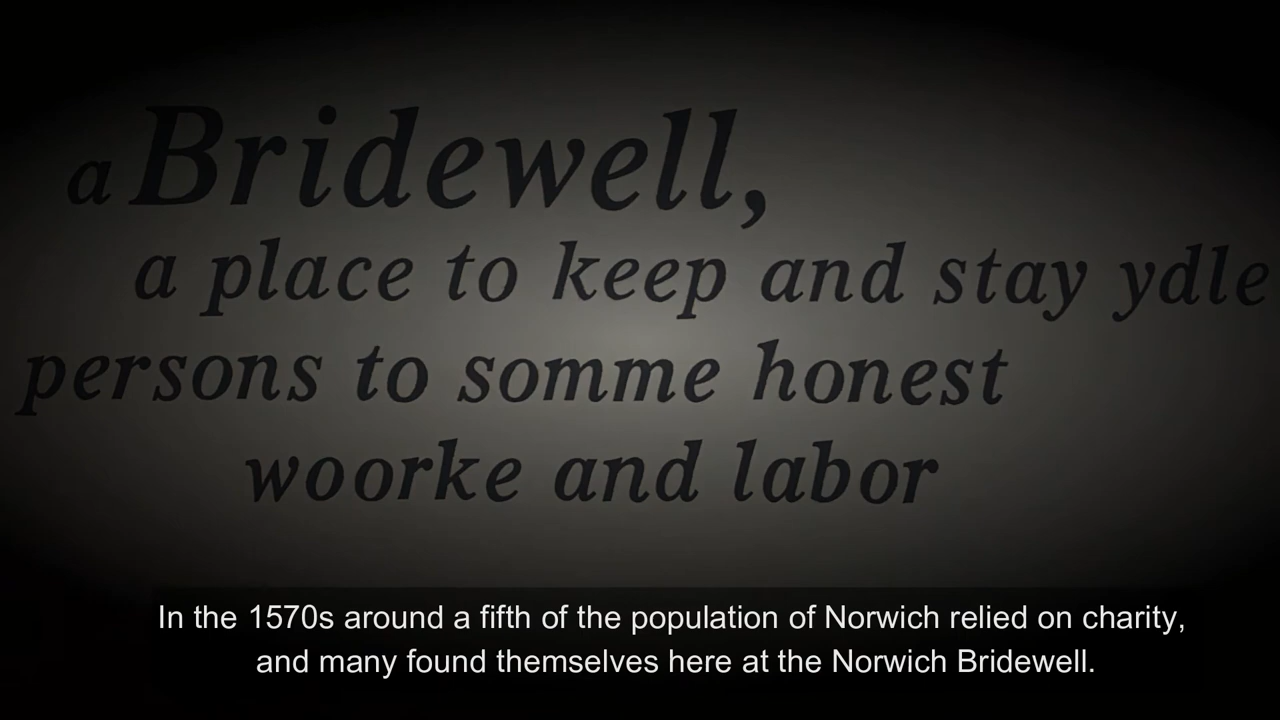 a Bridewell,
a place to keep and stay ydle
persons to somme honest
woorke and labor
In the 1570s around a fifth of the population of Norwich relied on charity,
and many found themselves here at the Norwich Bridewell.